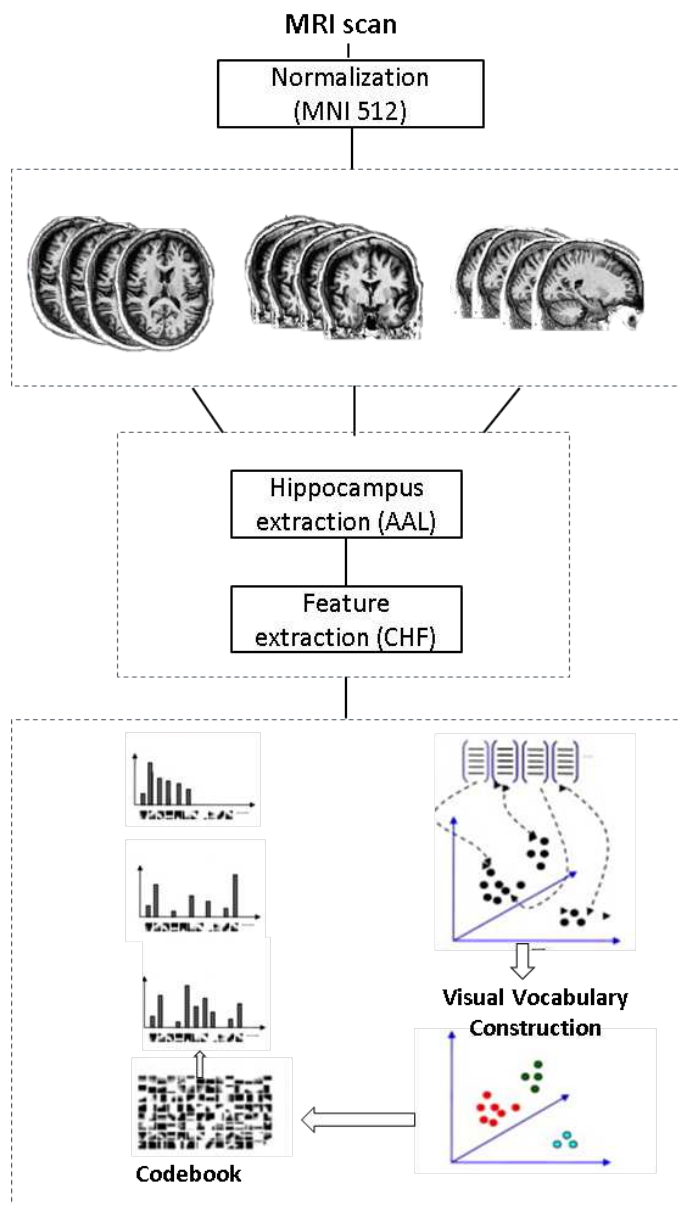 MRI scan
Normalization
(MNI 512)
Hippocampus
extraction (AAL)
Feature
extraction (CHF)
Visual Vocabulary
Construction
Codebook